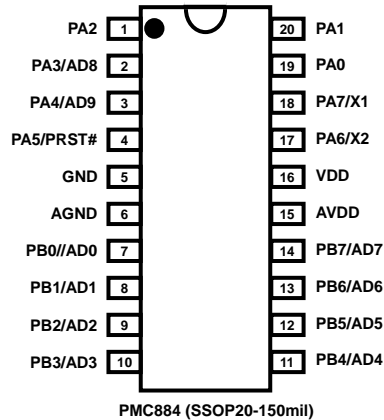 PA2 1 20 PA1
PA3/AD8 2 19 PA0
PA4/AD9 3 18 PA7/X1
PA5/PRST# 4 17 PA6/X2
GND 5 16 VDD
AGND 6 15 AVDD
PB0//AD0 7 14 PB7/AD7
PB1/AD1 8 13 PB6/AD6
PB2/AD2 9 12 PB5/AD5
PB3/AD3 10 11 PB4/AD4
PMC884 (SSOP20-150mil)